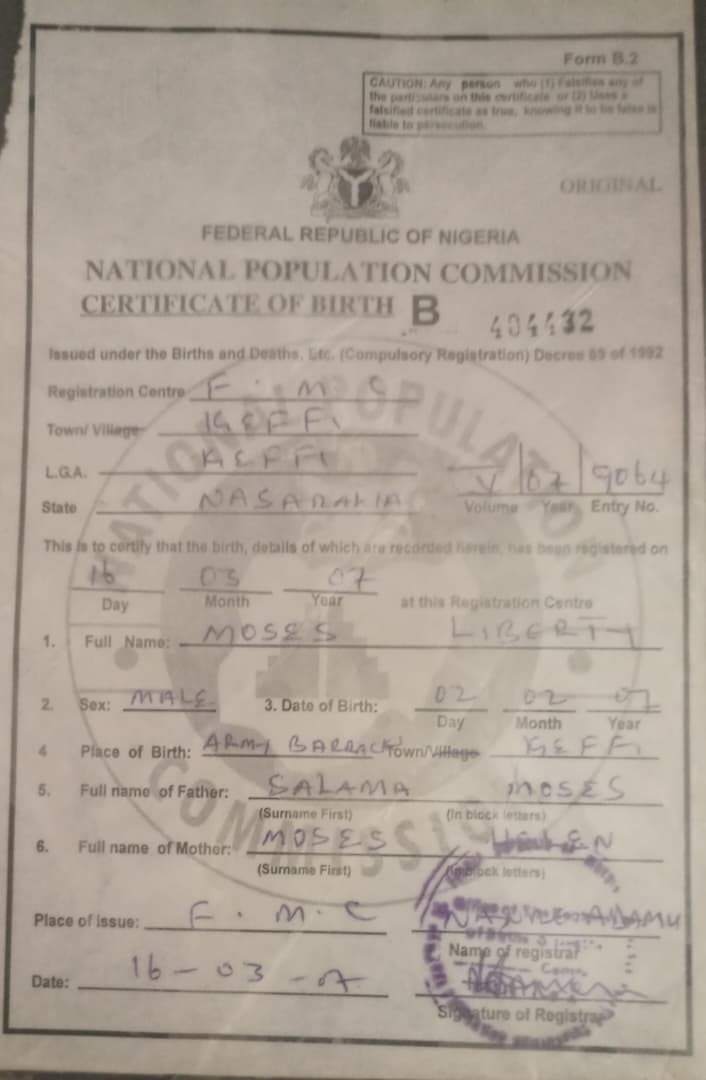 Form B.2
CAUTION: Any person who (1) Falsifies any of
the particulars on this certificate or (2) Uses a
falsified certificate as true, knowing it to be false is
liable to persecution.
ORIGINAL
FEDERAL REPUBLIC OF NIGERIA
NATIONAL POPULATION COMMISSION
CERTIFICATE OF BIRTH B 404432
Issued under the Births and Deaths, Etc. (Compulsory Registration) Decree 69 of 1992
Registration Centre F. M C
Town/ Village KEFFI
L.G.A. KEFFI
State NASARAWA V 07 9064
Volume Year Entry No.
This is to certify that the birth, details of which are recorded herein, has been registered on
16 03 07
Day Month Year at this Registration Centre
1. Full Name: MOSES LIBERTY
2. Sex: MALE 3. Date of Birth: 02 02 07
Day Month Year
4 Place of Birth: ARMY BARRACK Town/Village KEFFI
5. Full name of Father: SALAMA MOSES
(Surname First) (In block letters)
6. Full name of Mother: MOSES HELEN
(Surname First) (In block letters)
Place of Issue: F. M. C ADAMU
Name of registrar
Date: 16-03-07
Signature of Registrar
NATIONAL POPULATION COMMISSION